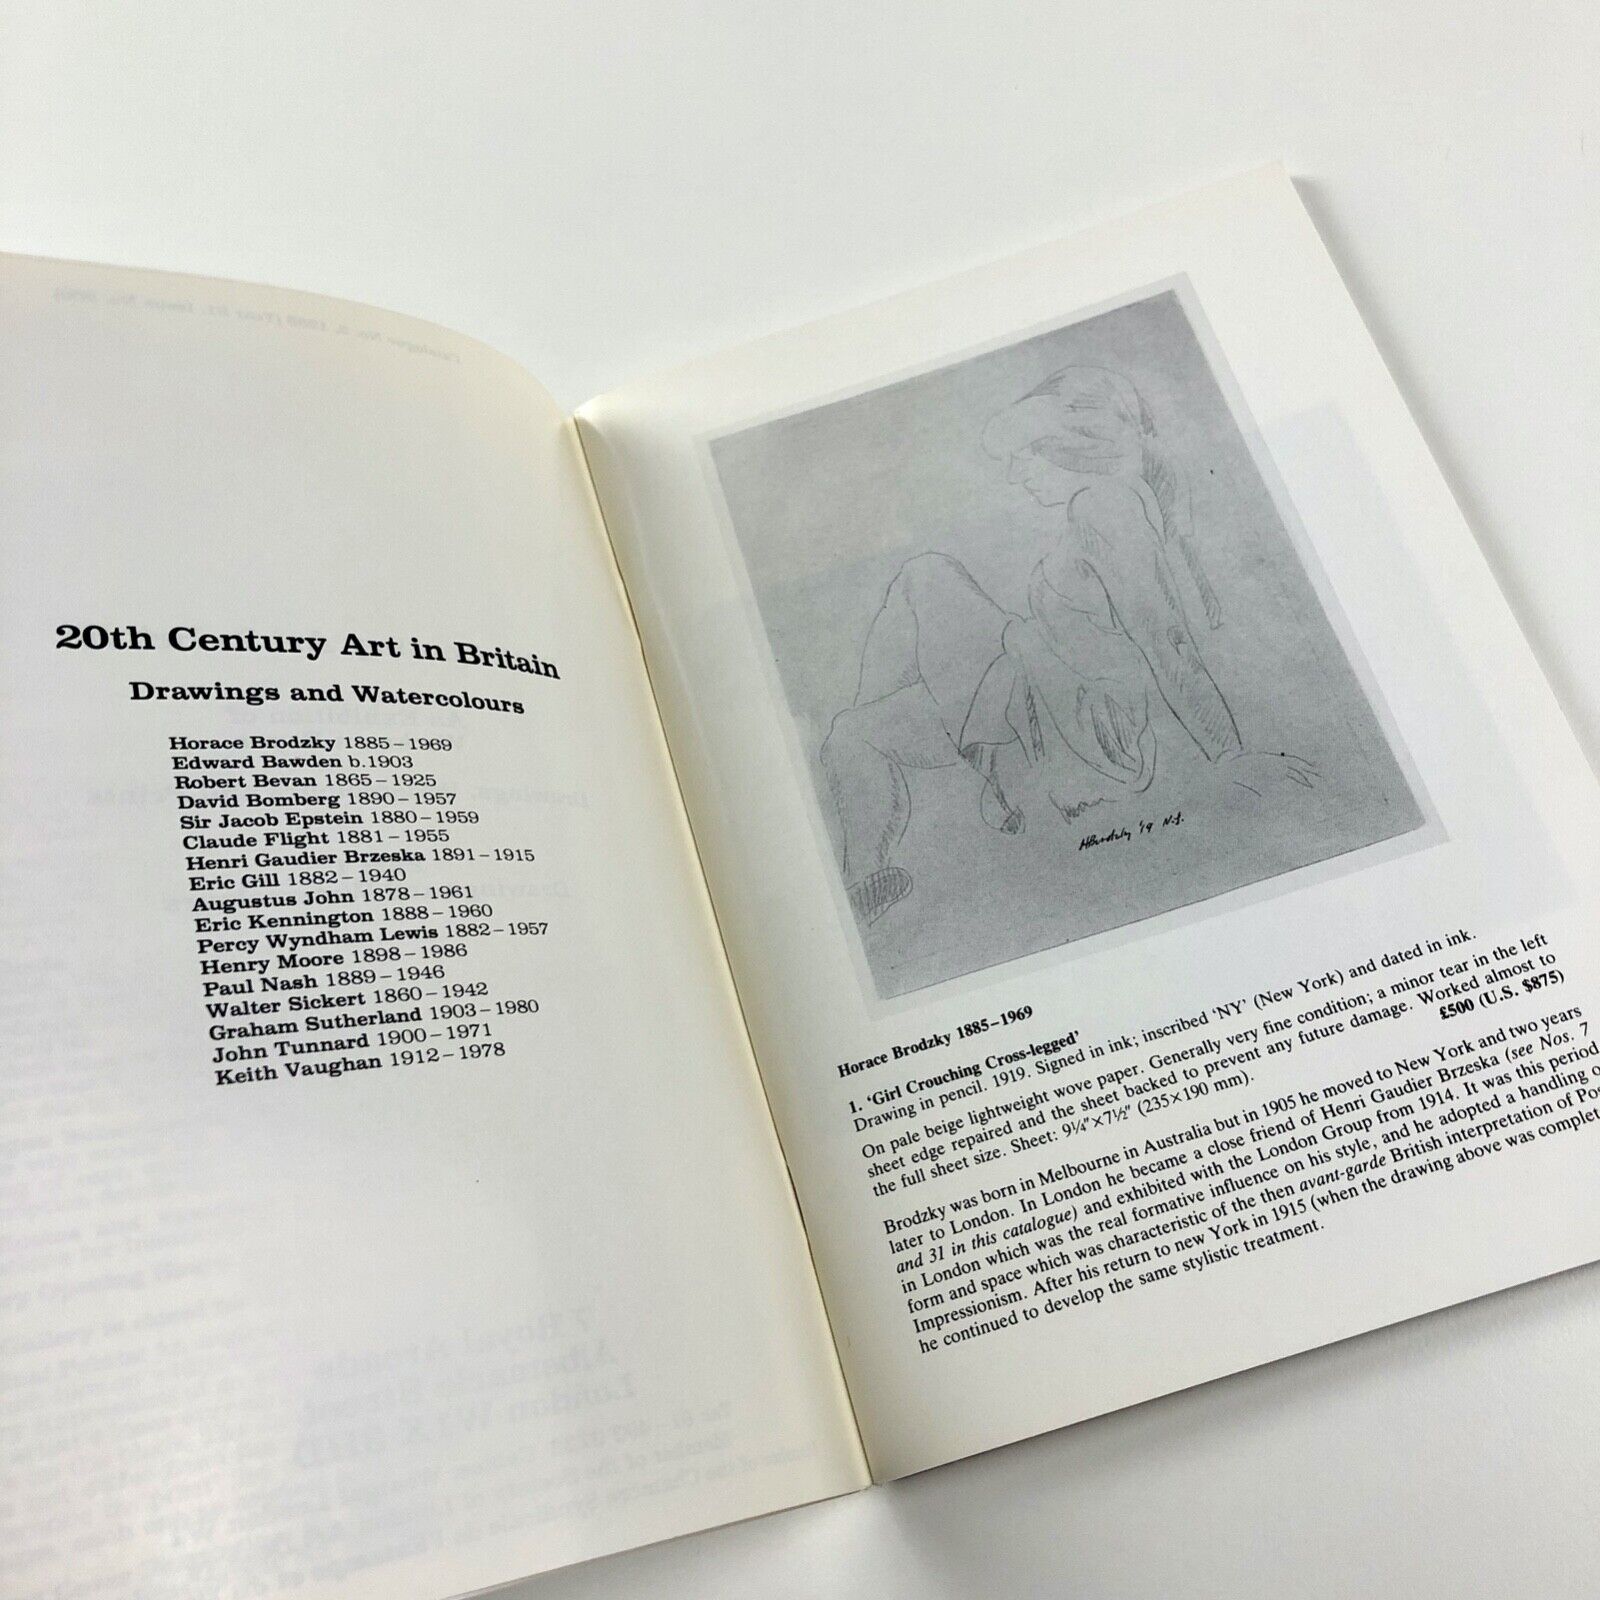 20th Century Art in Britain
Drawings and Watercolours
Horace Brodzky 1885–1969
Edward Bawden b.1903
Robert Bevan 1865–1925
David Bomberg 1890–1957
Sir Jacob Epstein 1880–1959
Claude Flight 1881–1955
Henri Gaudier Brzeska 1891–1915
Eric Gill 1882–1940
Augustus John 1878–1961
Eric Kennington 1888–1960
Percy Wyndham Lewis 1882–1957
Henry Moore 1898–1986
Paul Nash 1889–1946
Walter Sickert 1860–1942
Graham Sutherland 1903–1980
John Tunnard 1900–1971
Keith Vaughan 1912–1978
HBrodzky '19 N.Y.
Horace Brodzky 1885–1969
1. ‘Girl Crouching Cross-legged’
Drawing in pencil. 1919. Signed in ink; inscribed ‘NY’ (New York) and dated in ink.
On pale beige lightweight wove paper. Generally very fine condition; a minor tear in the left
sheet edge repaired and the sheet backed to prevent any future damage. Worked almost to
the full sheet size. Sheet: 9¼"×7½" (235×190 mm).
£500 (U.S. $875)
Brodzky was born in Melbourne in Australia but in 1905 he moved to New York and two years
later to London. In London he became a close friend of Henri Gaudier Brzeska (see Nos. 7
and 31 in this catalogue) and exhibited with the London Group from 1914. It was this period
in London which was the real formative influence on his style, and he adopted a handling o
form and space which was characteristic of the then avant-garde British interpretation of Pos
Impressionism. After his return to new York in 1915 (when the drawing above was complet
he continued to develop the same stylistic treatment.